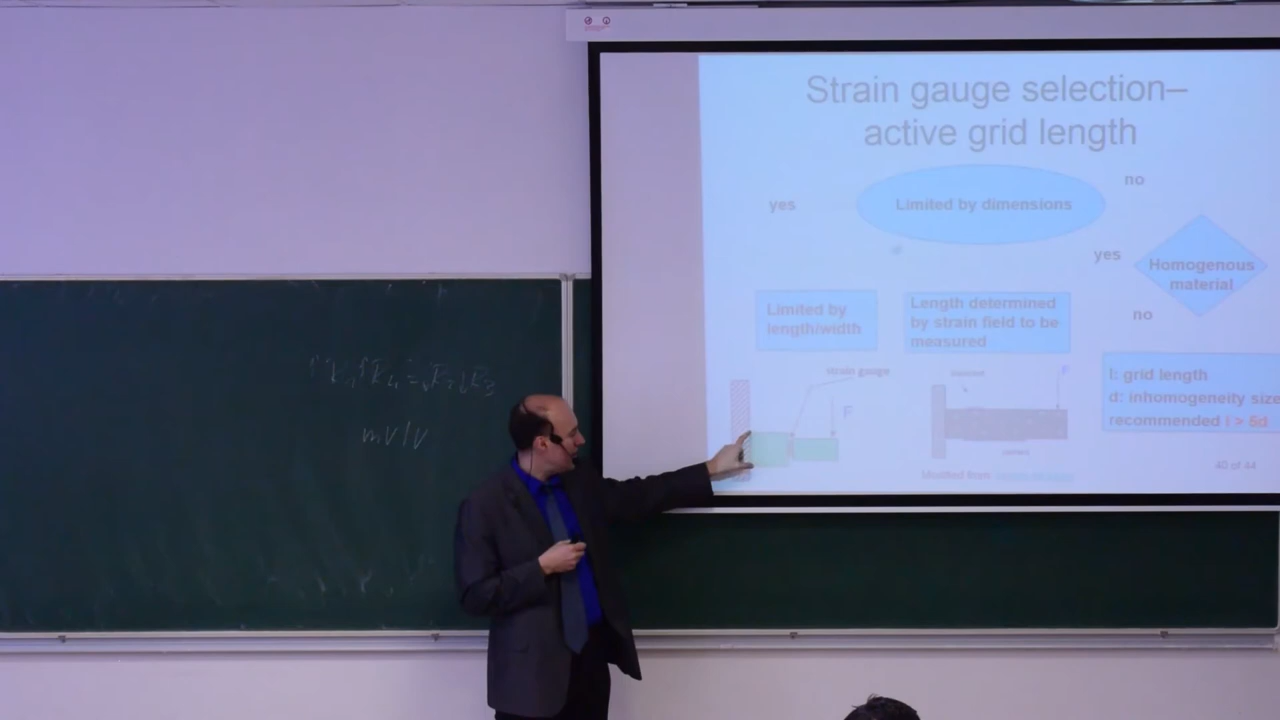 Strain gauge selection–
active grid length
no
yes
Limited by dimensions
yes
Homogenous
material
Limited by
length/width
Length determined
by strain field to be
measured
no
strain gauge
F
F
l: grid length
d: inhomogeneity size
recommended l > 5d
Modified from
40 of 44
mV/V